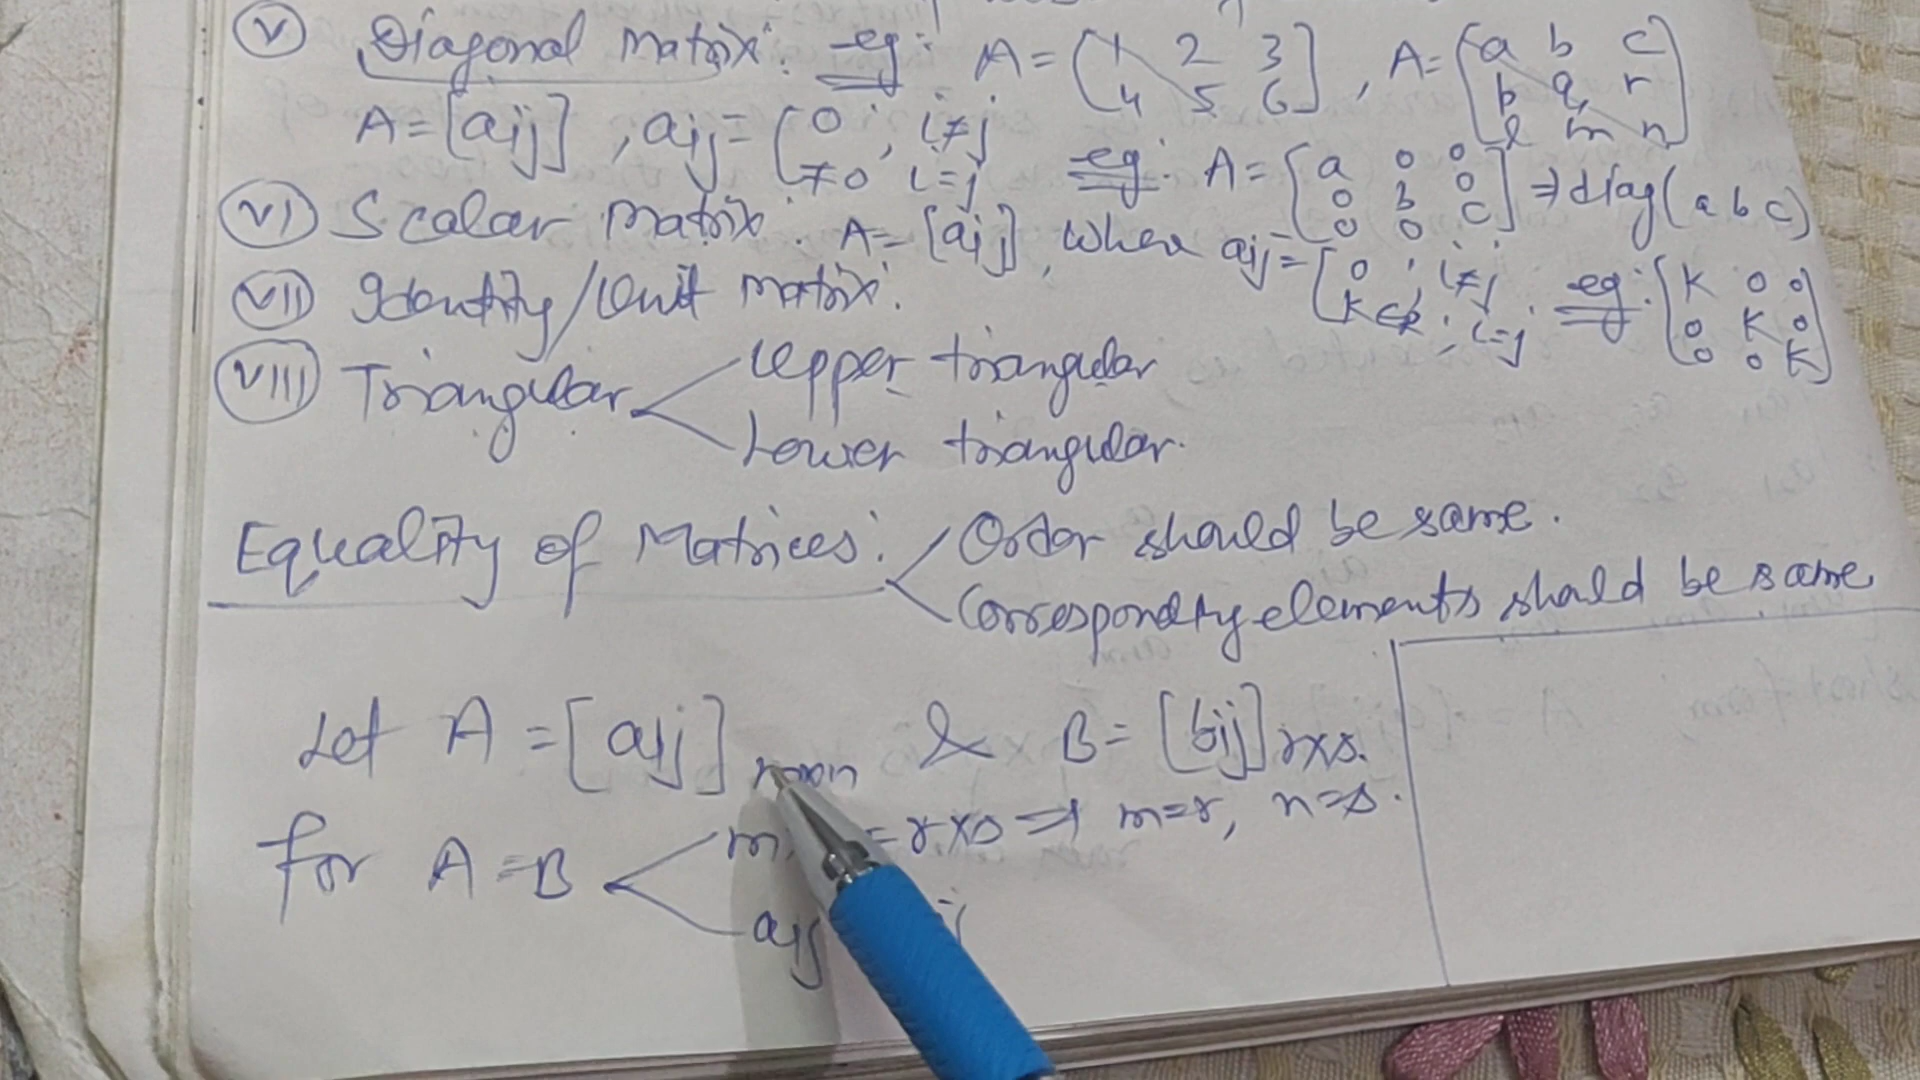 (V) Diagonal matrix: eg: A = [1 2 3
4 5 6], A = [a b c
p q r
l m n]
A = [aij], aij = [0, i≠j
≠0 i=j
eg: A = [a 0 0
0 b 0
0 0 c] ⇒ diag(a b c)
(VI) Scalar matrix: A = [aij], where aij = [0, i≠j
K∈R, i=j. eg: [K 0 0
0 K 0
0 0 K]
(VII) Identity/Unit matrix:
(VIII) Triangular
Upper triangular
Lower triangular.
Equality of Matrices:
Order should be same.
Corresponding elements should be same
Let A = [aij]m×n & B = [bij]r×s.
for A = B
m = r×s ⇒ m=r, n=s.
aij